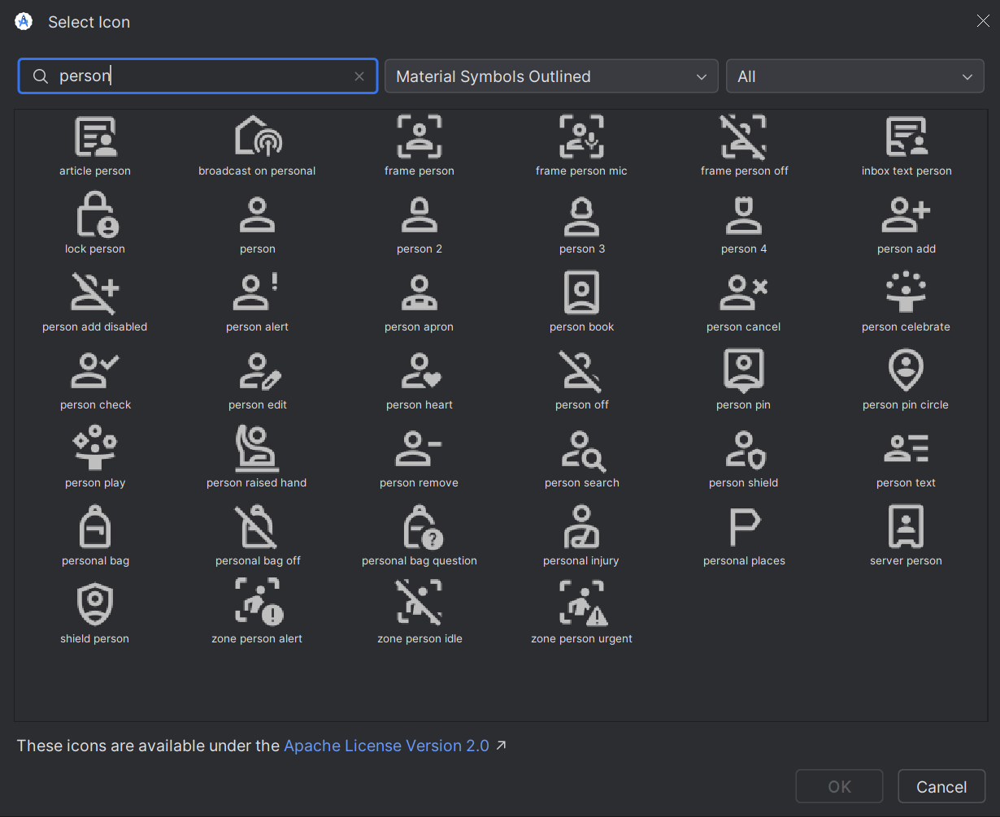 Select Icon
person
Material Symbols Outlined
All
article person
broadcast on personal
frame person
frame person mic
frame person off
inbox text person
lock person
person
person 2
person 3
person 4
person add
person add disabled
person alert
person apron
person book
person cancel
person celebrate
person check
person edit
person heart
person off
person pin
person pin circle
person play
person raised hand
person remove
person search
person shield
person text
personal bag
personal bag off
personal bag question
personal injury
personal places
server person
shield person
zone person alert
zone person idle
zone person urgent
These icons are available under the Apache License Version 2.0 ↗
OK
Cancel